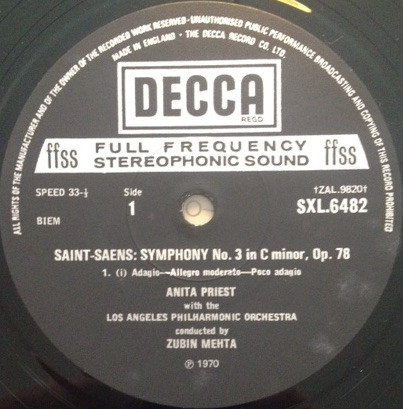 ALL RIGHTS OF THE MANUFACTURER AND OF THE OWNER OF THE RECORDED WORK RESERVED · UNAUTHORISED PUBLIC PERFORMANCE BROADCASTING AND COPYING OF THIS RECORD PROHIBITED
MADE IN ENGLAND · THE DECCA RECORD CO. LTD.
DECCA
REGD
ffss FULL FREQUENCY STEREOPHONIC SOUND ffss
SPEED 33-⅓ Side †ZAL.9820†
1 SXL.6482
BIEM
SAINT-SAENS: SYMPHONY No. 3 in C minor, Op. 78
1. (i) Adagio—Allegro moderato—Poco adagio
ANITA PRIEST
with the
LOS ANGELES PHILHARMONIC ORCHESTRA
conducted by
ZUBIN MEHTA
℗ 1970